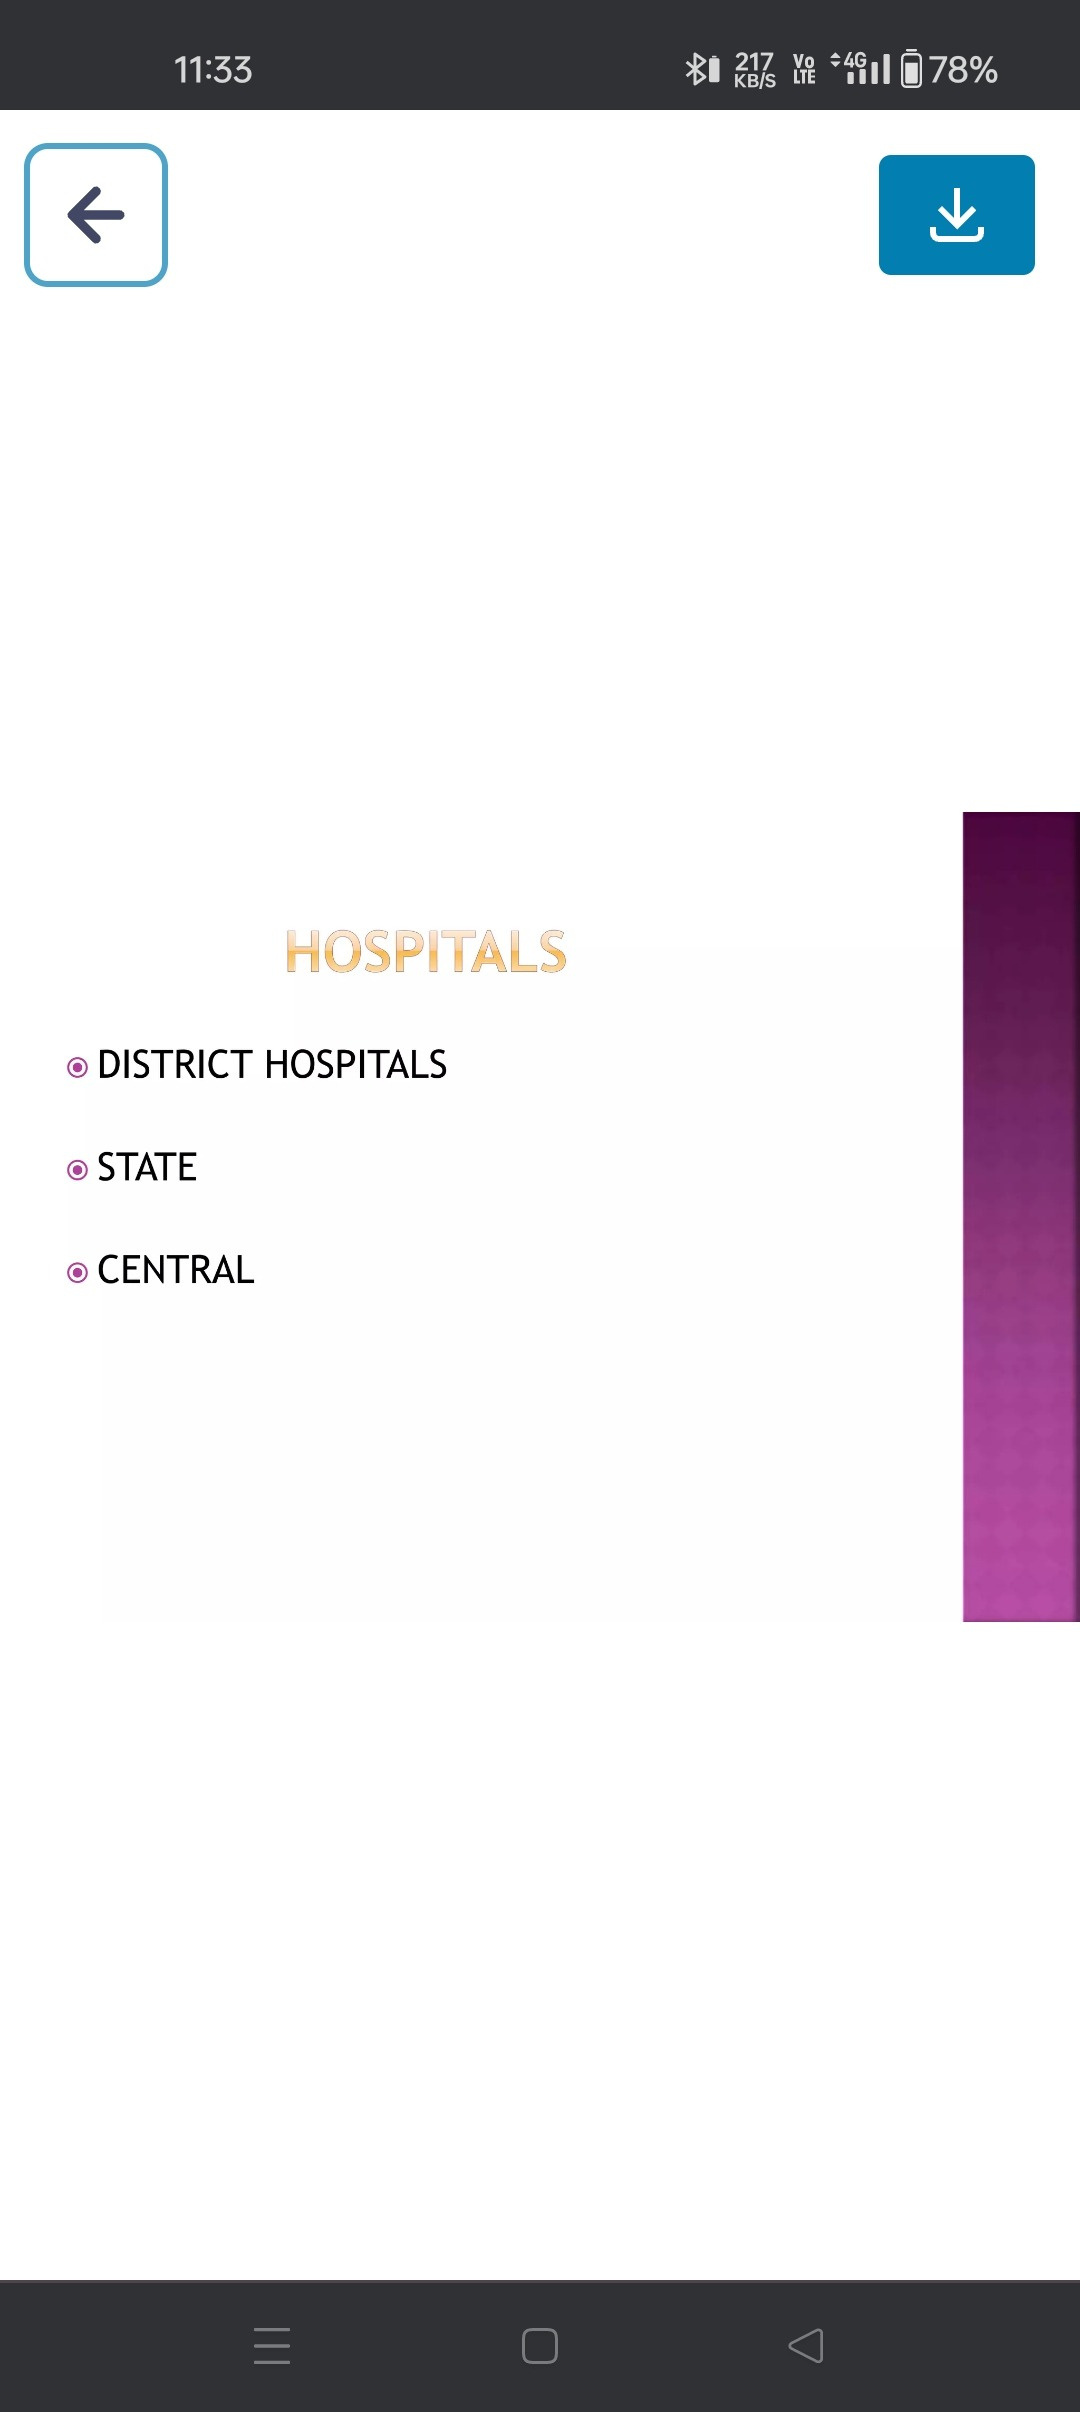 11:33
217
KB/S
Vo
LTE
4G
78%
HOSPITALS
DISTRICT HOSPITALS
STATE
CENTRAL